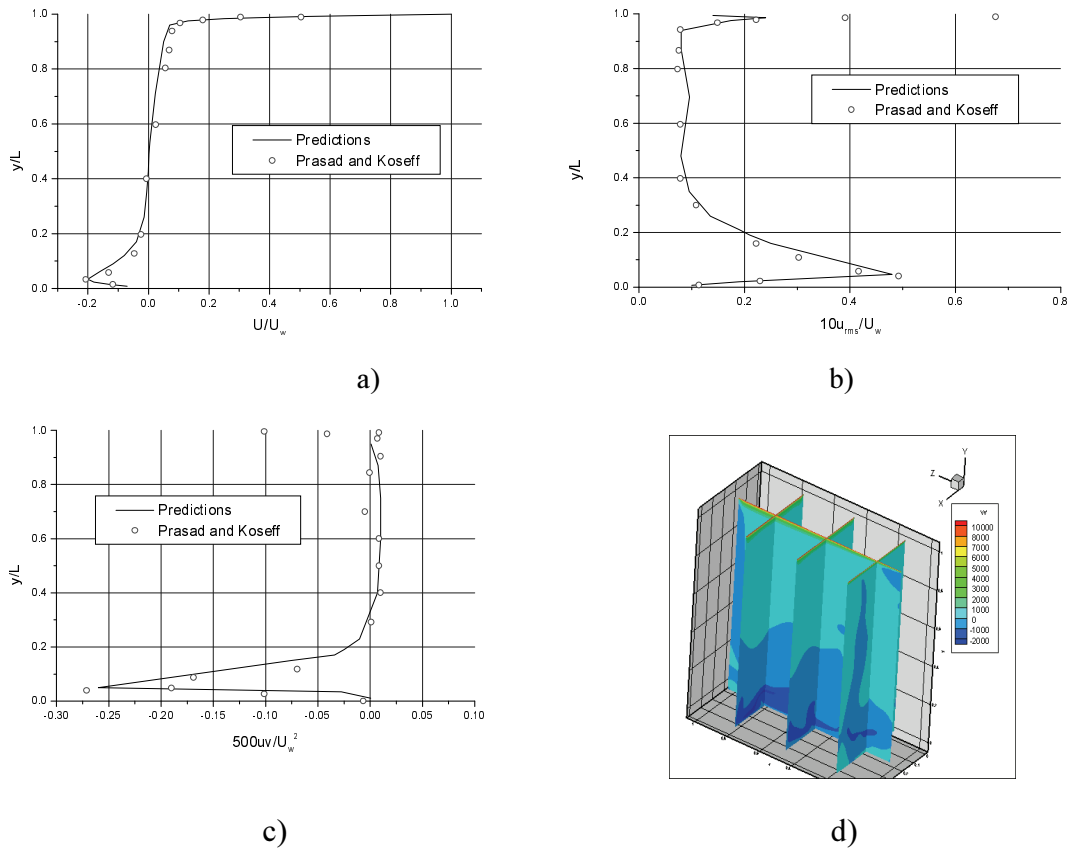 1.0
0.8
0.6
0.4
0.2
0.0
y/L
Predictions
Prasad and Koseff
-0.2 0.0 0.2 0.4 0.6 0.8 1.0
U/Uw
a)
1.0
0.8
0.6
0.4
0.2
0.0
y/L
Predictions
Prasad and Koseff
0.0 0.2 0.4 0.6 0.8
10urms/Uw
b)
1.0
0.8
0.6
0.4
0.2
0.0
y/L
Predictions
Prasad and Koseff
-0.30 -0.25 -0.20 -0.15 -0.10 -0.05 0.00 0.05 0.10
500uv/Uw²
c)
Y
Z
X
10000
9000
8000
7000
6000
5000
4000
3000
2000
1000
0
-1000
-2000
d)